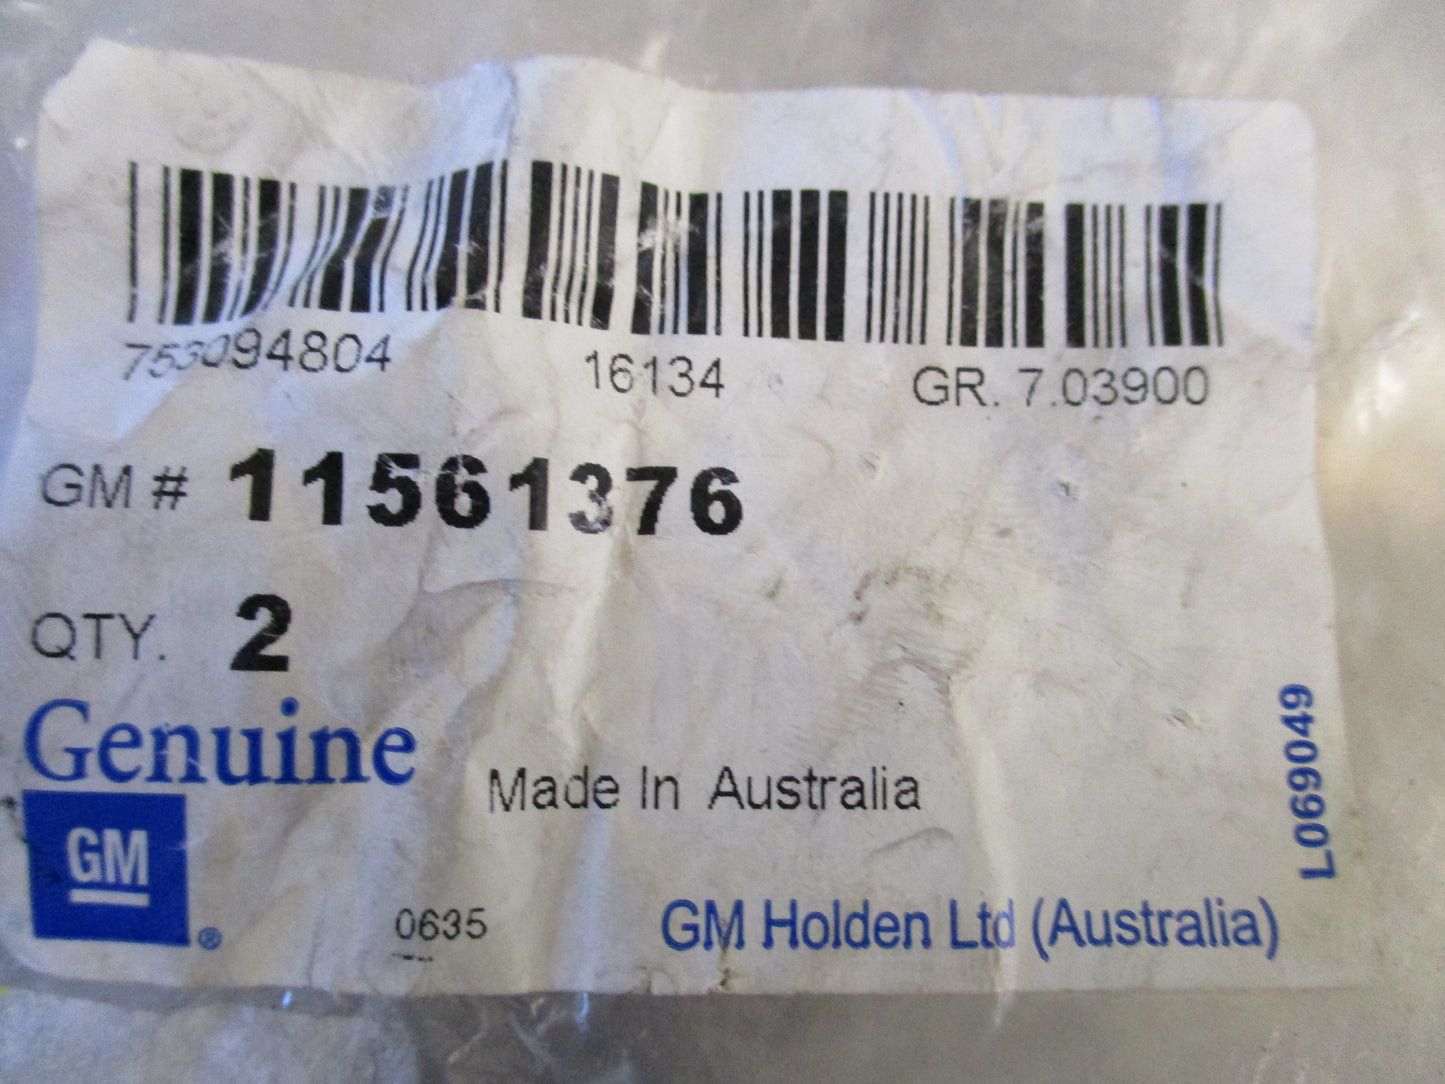 753094804 16134 GR. 7.03900
GM # 11561376
QTY. 2
Genuine
Made In Australia
GM ®
0635
GM Holden Ltd (Australia)
L069049